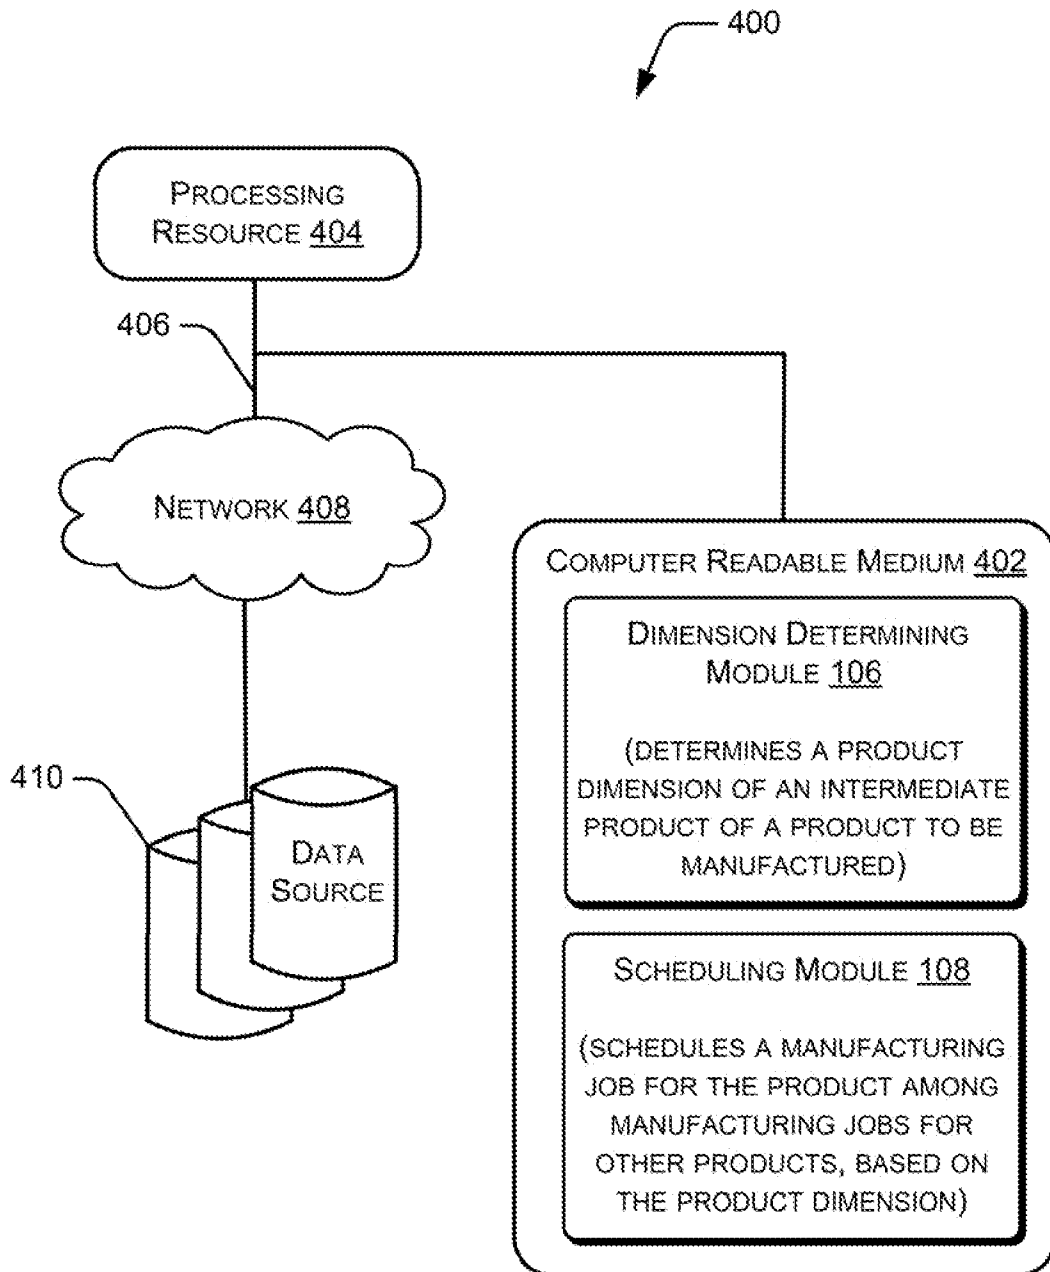 400
PROCESSING
RESOURCE 404
406
NETWORK 408
COMPUTER READABLE MEDIUM 402
DIMENSION DETERMINING
MODULE 106
(DETERMINES A PRODUCT
DIMENSION OF AN INTERMEDIATE
PRODUCT OF A PRODUCT TO BE
MANUFACTURED)
410
DATA
SOURCE
SCHEDULING MODULE 108
(SCHEDULES A MANUFACTURING
JOB FOR THE PRODUCT AMONG
MANUFACTURING JOBS FOR
OTHER PRODUCTS, BASED ON
THE PRODUCT DIMENSION)